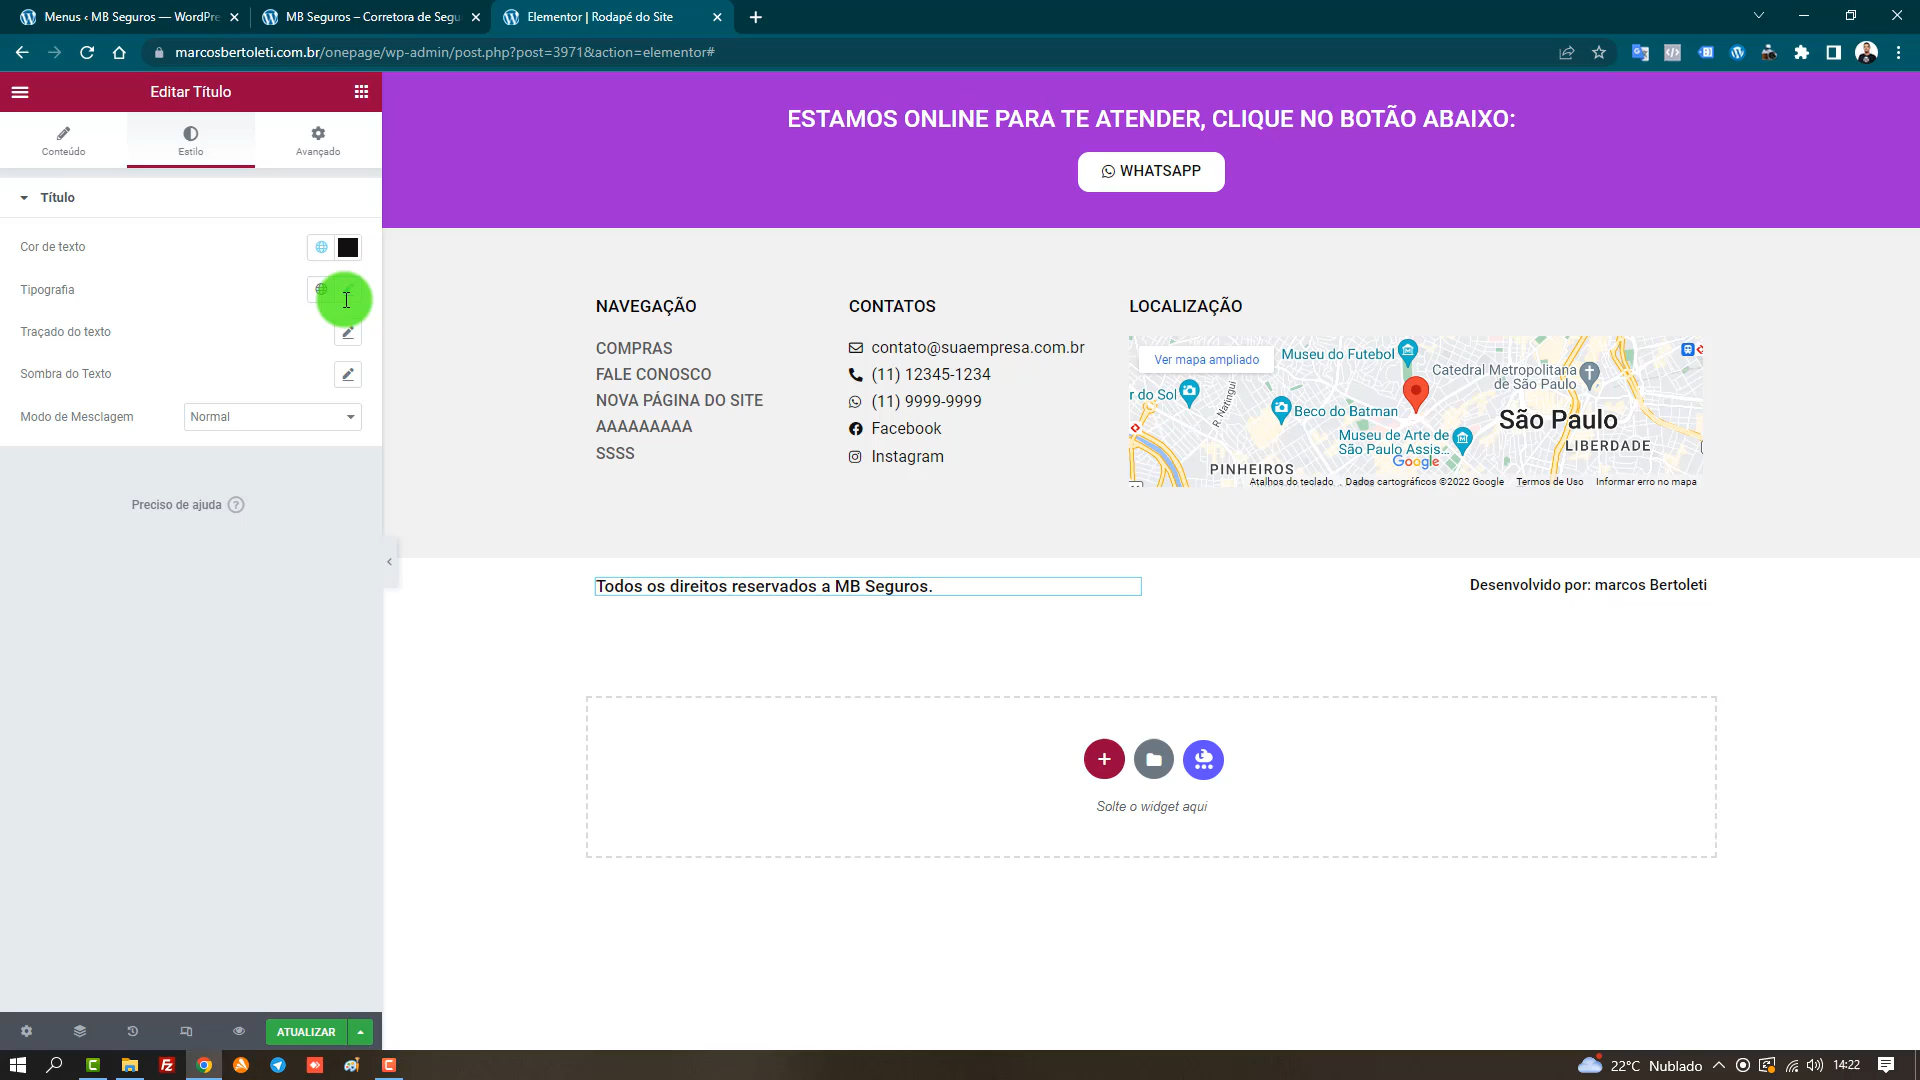 Menus ‹ MB Seguros — WordPre
MB Seguros – Corretora de Segu
Elementor | Rodapé do Site
marcosbertoleti.com.br/onepage/wp-admin/post.php?post=3971&action=elementor#
Editar Título
Conteúdo
Estilo
Avançado
Título
Cor de texto
Tipografia
Traçado do texto
Sombra do Texto
Modo de Mesclagem
Normal
Preciso de ajuda ?
ATUALIZAR
ESTAMOS ONLINE PARA TE ATENDER, CLIQUE NO BOTÃO ABAIXO:
WHATSAPP
NAVEGAÇÃO
COMPRAS
FALE CONOSCO
NOVA PÁGINA DO SITE
AAAAAAAAA
SSSS
CONTATOS
contato@suaempresa.com.br
(11) 12345-1234
(11) 9999-9999
Facebook
Instagram
LOCALIZAÇÃO
Ver mapa ampliado
Museu do Futebol
Catedral Metropolitana
de São Paulo
r do Sol
R. Natingui
Beco do Batman
São Paulo
Museu de Arte de
São Paulo Assis...
LIBERDADE
PINHEIROS
Google
Atalhos do teclado
Dados cartográficos ©2022 Google
Termos de Uso
Informar erro no mapa
Todos os direitos reservados a MB Seguros.
Desenvolvido por: marcos Bertoleti
Solte o widget aqui
22°C Nublado
14:22